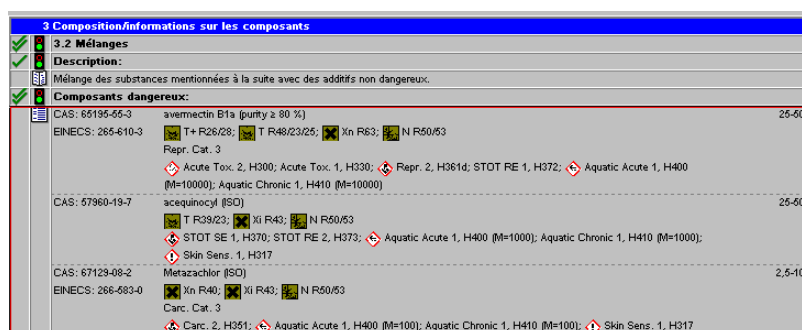 3 Composition/informations sur les composants
3.2 Mélanges
Description:
Mélange des substances mentionnées à la suite avec des additifs non dangereux.
Composants dangereux:
CAS: 65195-55-3 avermectin B1a (purity ≥ 80 %) 25-50
EINECS: 265-610-3 T+ R26/28; T R48/23/25; Xn R63; N R50/53
Repr. Cat. 3
Acute Tox. 2, H300; Acute Tox. 1, H330; Repr. 2, H361d; STOT RE 1, H372; Aquatic Acute 1, H400
(M=10000); Aquatic Chronic 1, H410 (M=10000)
CAS: 57960-19-7 acequinocyl (ISO) 25-50
T R39/23; Xi R43; N R50/53
STOT SE 1, H370; STOT RE 2, H373; Aquatic Acute 1, H400 (M=1000); Aquatic Chronic 1, H410 (M=1000);
Skin Sens. 1, H317
CAS: 67129-08-2 Metazachlor (ISO) 2,5-10
EINECS: 266-583-0 Xn R40; Xi R43; N R50/53
Carc. Cat. 3
Carc. 2, H351; Aquatic Acute 1, H400 (M=100); Aquatic Chronic 1, H410 (M=100); Skin Sens. 1, H317